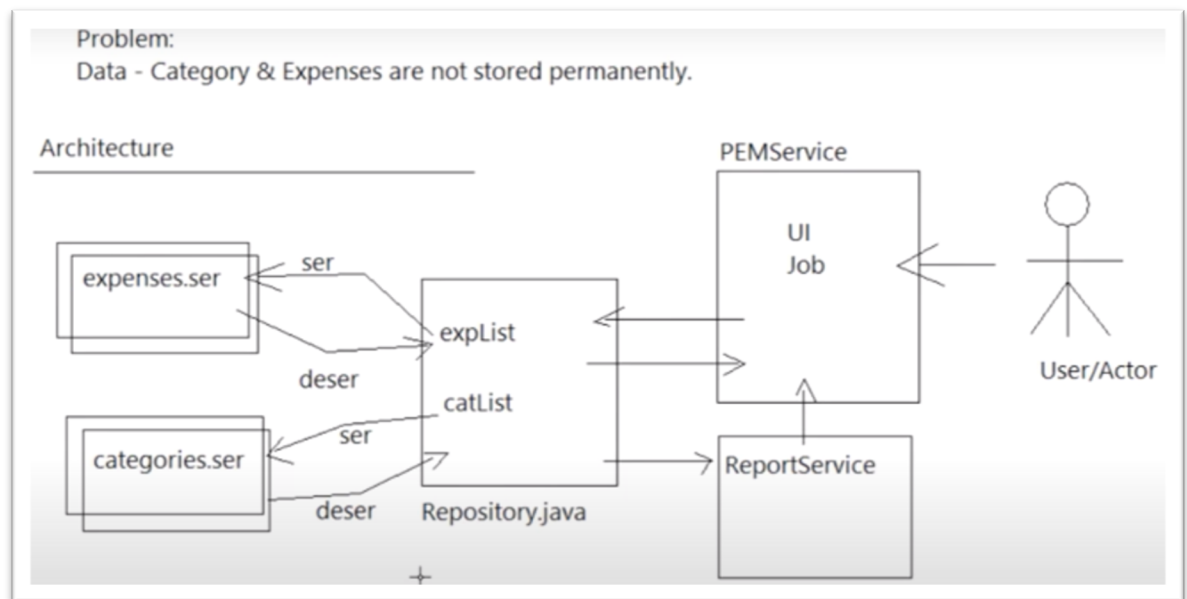 Problem:
Data - Category & Expenses are not stored permanently.
Architecture
PEMService
UI
Job
User/Actor
expenses.ser
ser
deser
expList
catList
categories.ser
ser
deser
Repository.java
ReportService